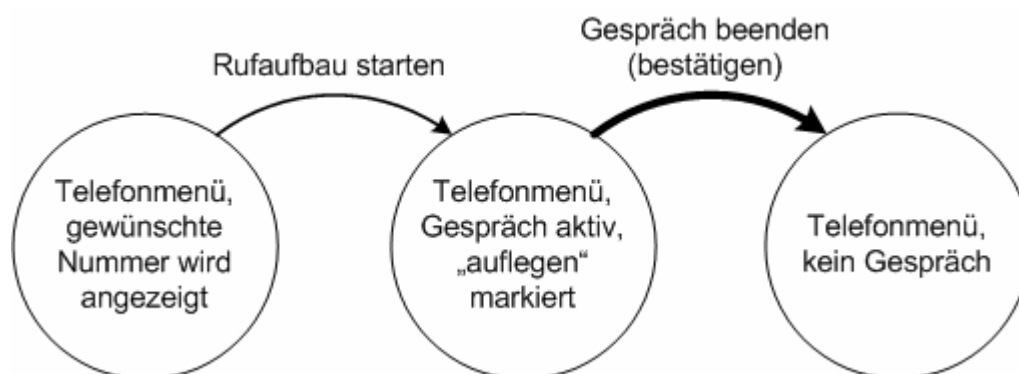 Rufaufbau starten
Gespräch beenden
(bestätigen)
Telefonmenü,
gewünschte
Nummer wird
angezeigt
Telefonmenü,
Gespräch aktiv,
„auflegen“
markiert
Telefonmenü,
kein Gespräch